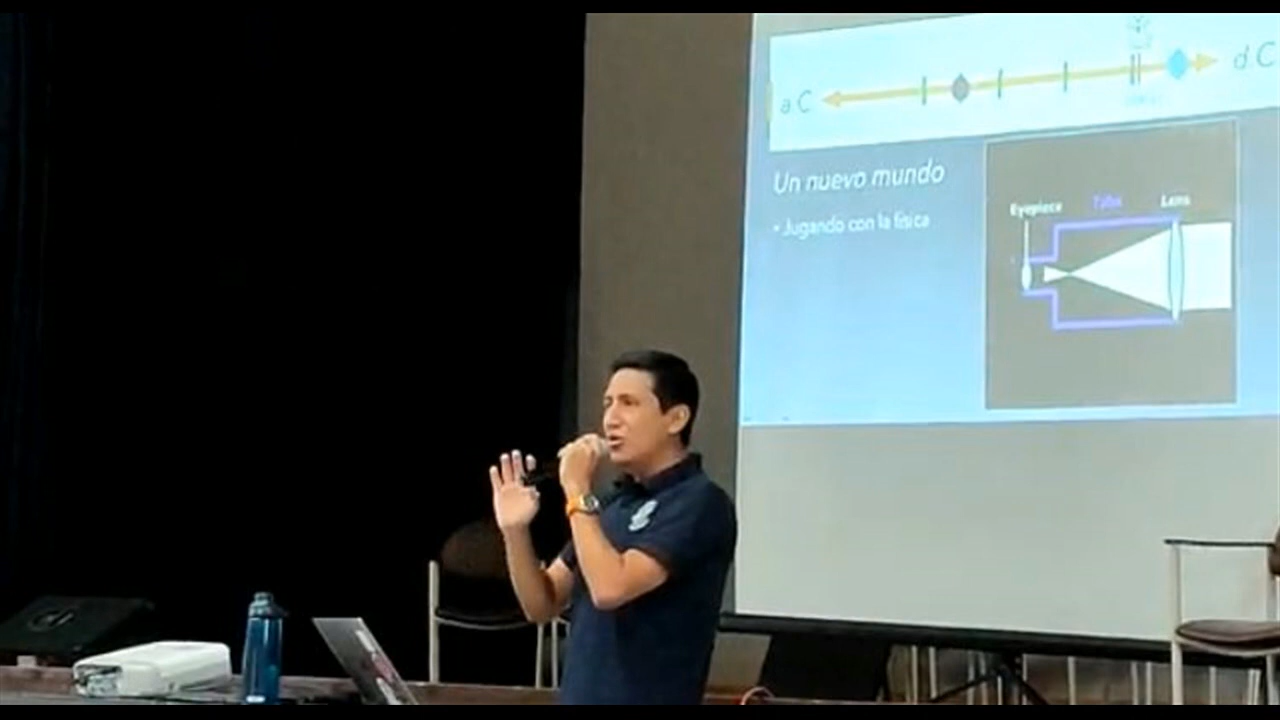 a C
d C
Un nuevo mundo
• Jugando con la física
Eyepiece Tube Lens